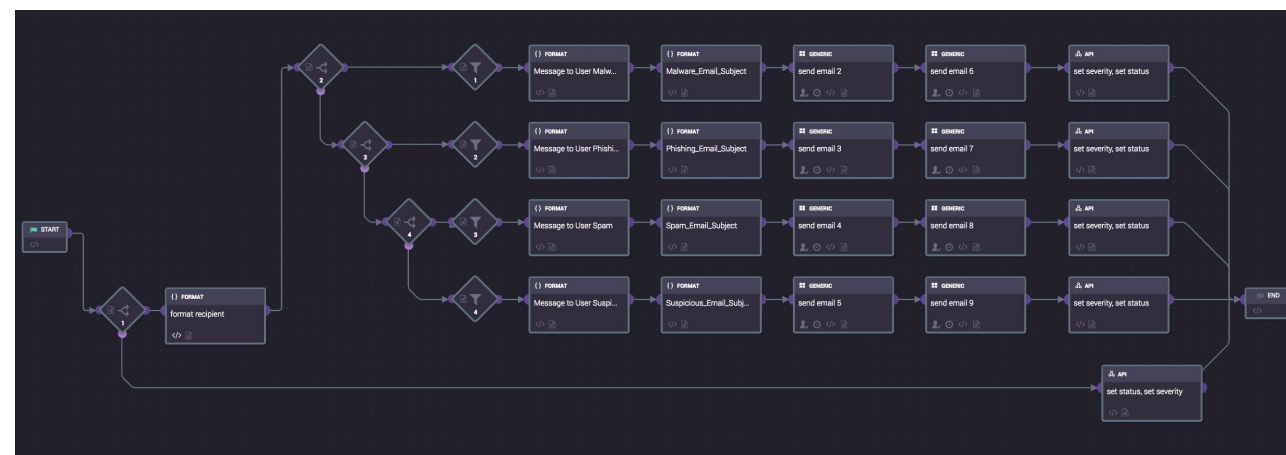 {} FORMAT
{} FORMAT
GENERIC
GENERIC
API
Message to User Malw...
Malware_Email_Subject
send email 2
send email 6
set severity, set status
2
1
{} FORMAT
{} FORMAT
GENERIC
GENERIC
API
Message to User Phishi...
Phishing_Email_Subject
send email 3
send email 7
set severity, set status
3
2
{} FORMAT
{} FORMAT
GENERIC
GENERIC
API
Message to User Spam
Spam_Email_Subject
send email 4
send email 8
set severity, set status
START
4
3
{} FORMAT
{} FORMAT
GENERIC
GENERIC
API
Message to User Suspi...
Suspicious_Email_Subj...
send email 5
send email 9
set severity, set status
4
END
{} FORMAT
format recipient
1
API
set status, set severity